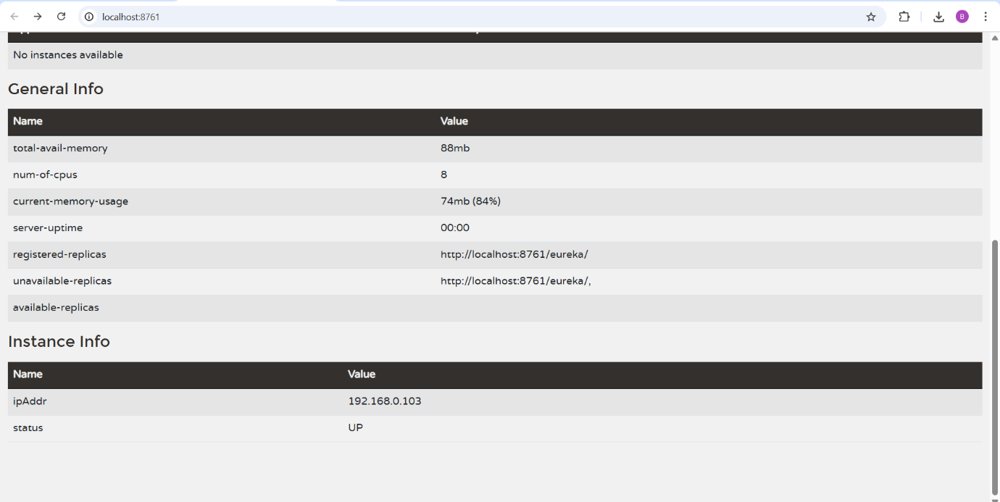 localhost:8761
B
No instances available
General Info
Name Value
total-avail-memory 88mb
num-of-cpus 8
current-memory-usage 74mb (84%)
server-uptime 00:00
registered-replicas http://localhost:8761/eureka/
unavailable-replicas http://localhost:8761/eureka/,
available-replicas
Instance Info
Name Value
ipAddr 192.168.0.103
status UP